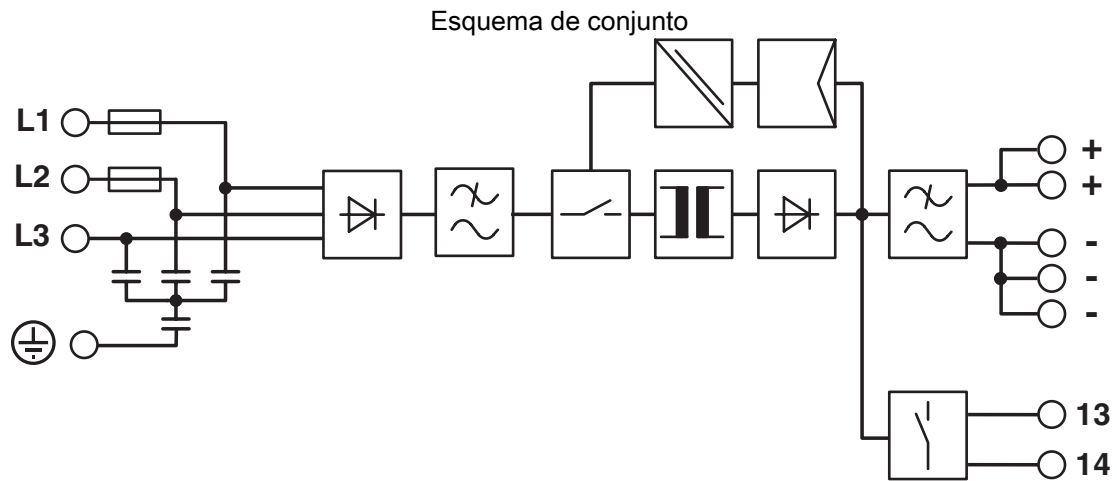 Esquema de conjunto
L1
L2
L3
+
+
-
-
-
13
14